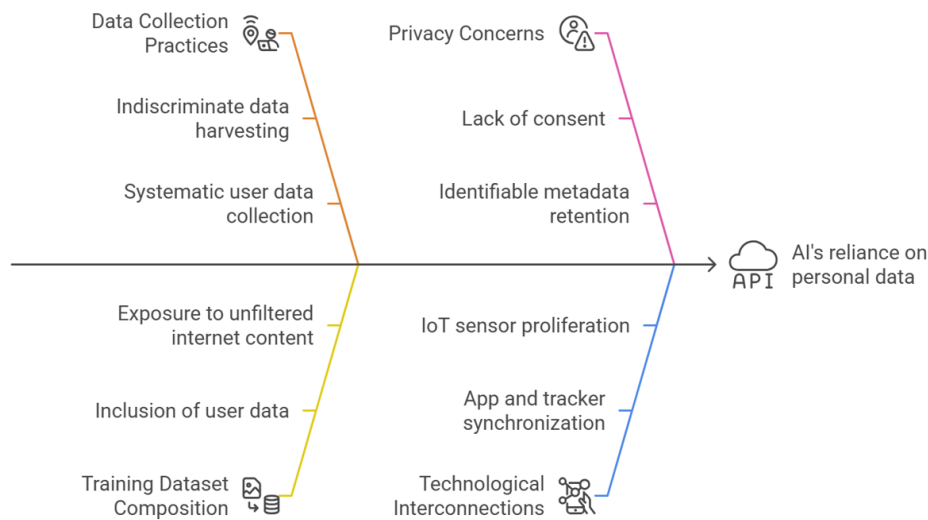 Data Collection
Practices
Indiscriminate data
harvesting
Systematic user data
collection
Privacy Concerns
Lack of consent
Identifiable metadata
retention
API
AI's reliance on
personal data
Exposure to unfiltered
internet content
Inclusion of user data
Training Dataset
Composition
IoT sensor proliferation
App and tracker
synchronization
Technological
Interconnections